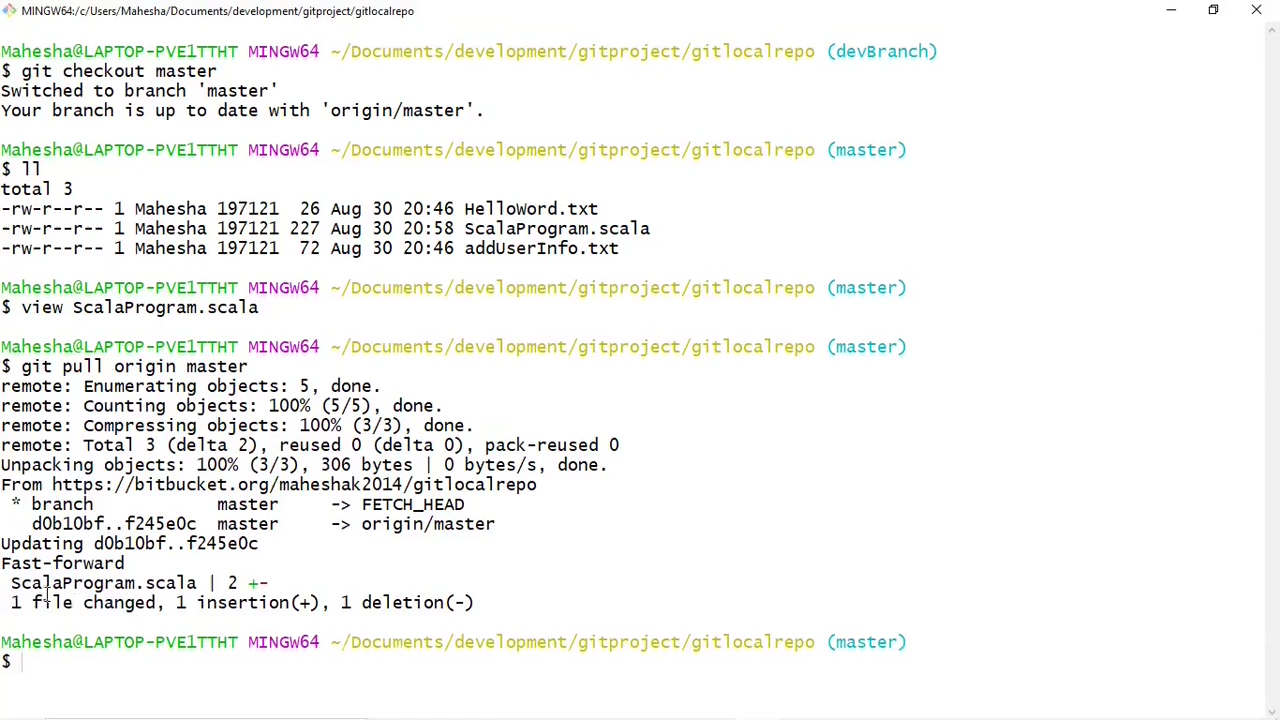 MINGW64:/c/Users/Mahesha/Documents/development/gitproject/gitlocalrepo
Mahesha@LAPTOP-PVE1TTHT MINGW64 ~/Documents/development/gitproject/gitlocalrepo (devBranch)
$ git checkout master
Switched to branch 'master'
Your branch is up to date with 'origin/master'.
Mahesha@LAPTOP-PVE1TTHT MINGW64 ~/Documents/development/gitproject/gitlocalrepo (master)
$ ll
total 3
-rw-r--r-- 1 Mahesha 197121  26 Aug 30 20:46 HelloWord.txt
-rw-r--r-- 1 Mahesha 197121 227 Aug 30 20:58 ScalaProgram.scala
-rw-r--r-- 1 Mahesha 197121  72 Aug 30 20:46 addUserInfo.txt
Mahesha@LAPTOP-PVE1TTHT MINGW64 ~/Documents/development/gitproject/gitlocalrepo (master)
$ view ScalaProgram.scala
Mahesha@LAPTOP-PVE1TTHT MINGW64 ~/Documents/development/gitproject/gitlocalrepo (master)
$ git pull origin master
remote: Enumerating objects: 5, done.
remote: Counting objects: 100% (5/5), done.
remote: Compressing objects: 100% (3/3), done.
remote: Total 3 (delta 2), reused 0 (delta 0), pack-reused 0
Unpacking objects: 100% (3/3), 306 bytes | 0 bytes/s, done.
From https://bitbucket.org/maheshak2014/gitlocalrepo
 * branch            master     -> FETCH_HEAD
   d0b10bf..f245e0c  master     -> origin/master
Updating d0b10bf..f245e0c
Fast-forward
 ScalaProgram.scala | 2 +-
 1 file changed, 1 insertion(+), 1 deletion(-)
Mahesha@LAPTOP-PVE1TTHT MINGW64 ~/Documents/development/gitproject/gitlocalrepo (master)
$